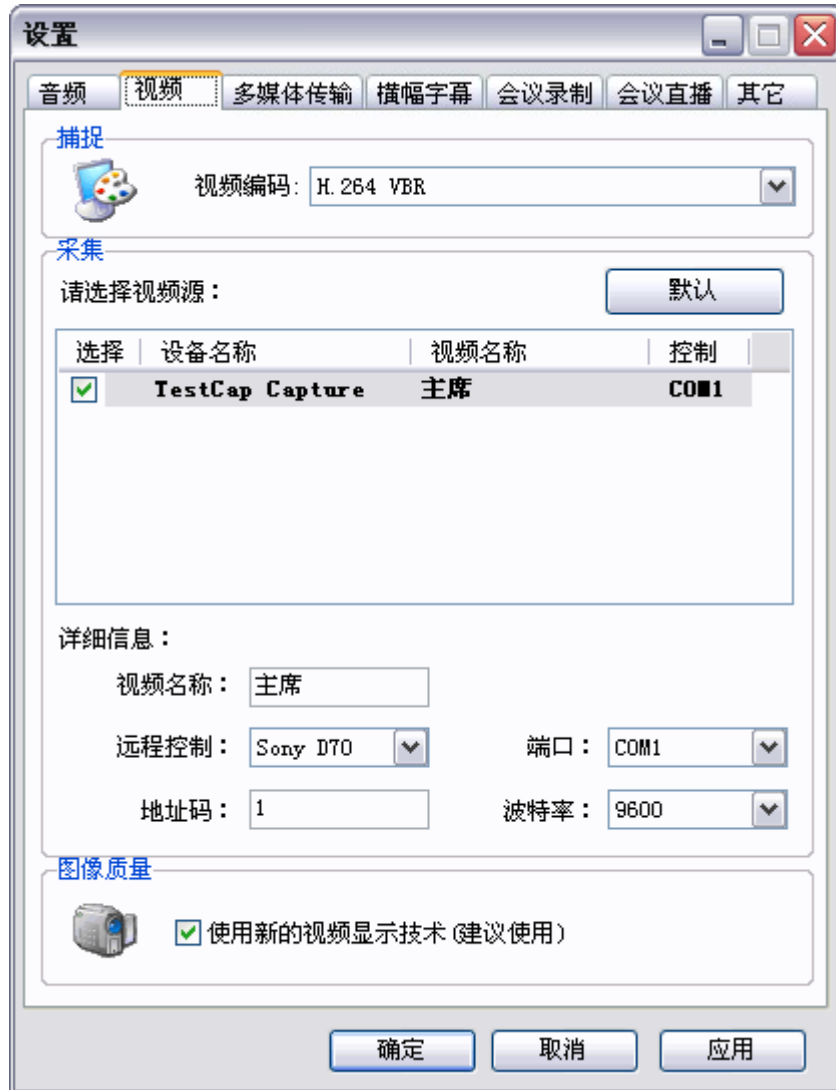 设置
音频 视频 多媒体传输 横幅字幕 会议录制 会议直播 其它
捕捉
视频编码: H.264 VBR
采集
请选择视频源： 默认
选择 设备名称 视频名称 控制
TestCap Capture 主席 COM1
详细信息：
视频名称： 主席
远程控制： Sony D70 端口： COM1
地址码： 1 波特率： 9600
图像质量
使用新的视频显示技术(建议使用)
确定 取消 应用